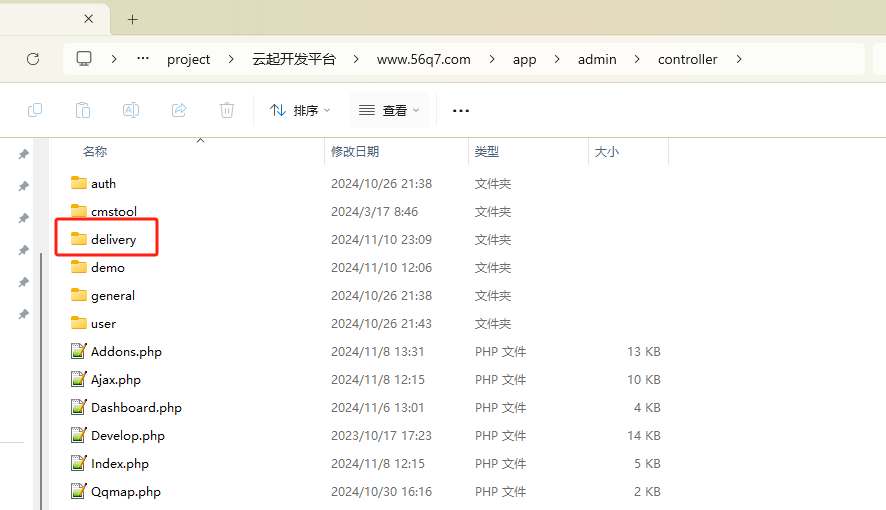 project 云起开发平台 www.56q7.com app admin controller
排序 查看
名称 修改日期 类型 大小
auth 2024/10/26 21:38 文件夹
cmstool 2024/3/17 8:46 文件夹
delivery 2024/11/10 23:09 文件夹
demo 2024/11/10 12:06 文件夹
general 2024/10/26 21:38 文件夹
user 2024/10/26 21:43 文件夹
Addons.php 2024/11/8 13:31 PHP 文件 13 KB
Ajax.php 2024/11/8 12:15 PHP 文件 10 KB
Dashboard.php 2024/11/6 13:01 PHP 文件 4 KB
Develop.php 2023/10/17 17:23 PHP 文件 14 KB
Index.php 2024/11/8 12:15 PHP 文件 5 KB
Qqmap.php 2024/10/30 16:16 PHP 文件 2 KB